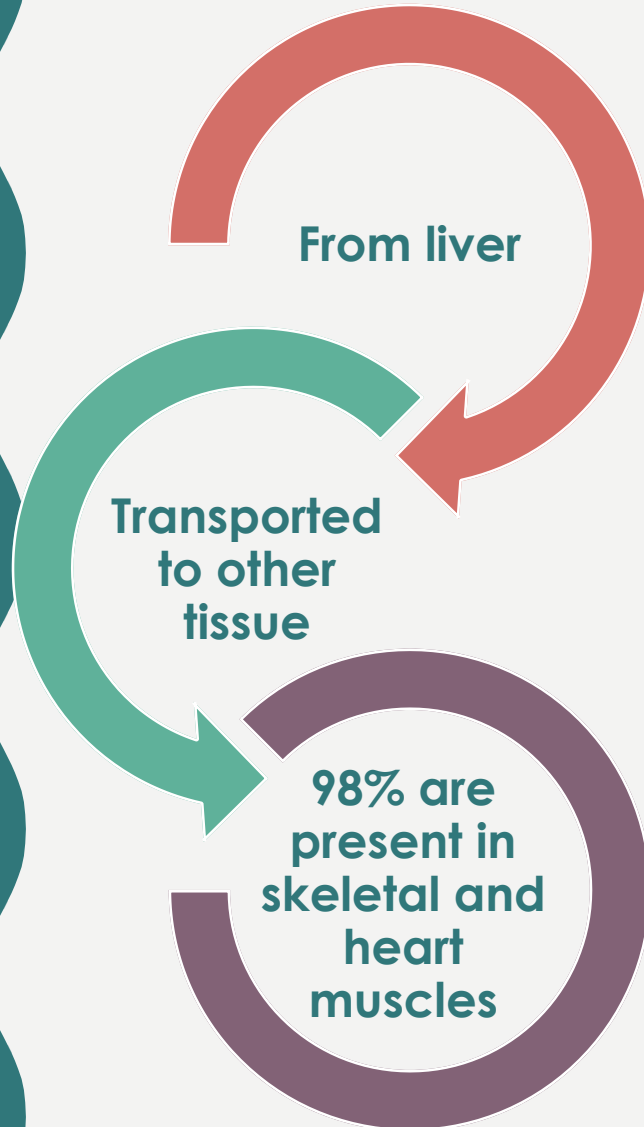 From liver
Transported
to other
tissue
98% are
present in
skeletal and
heart
muscles